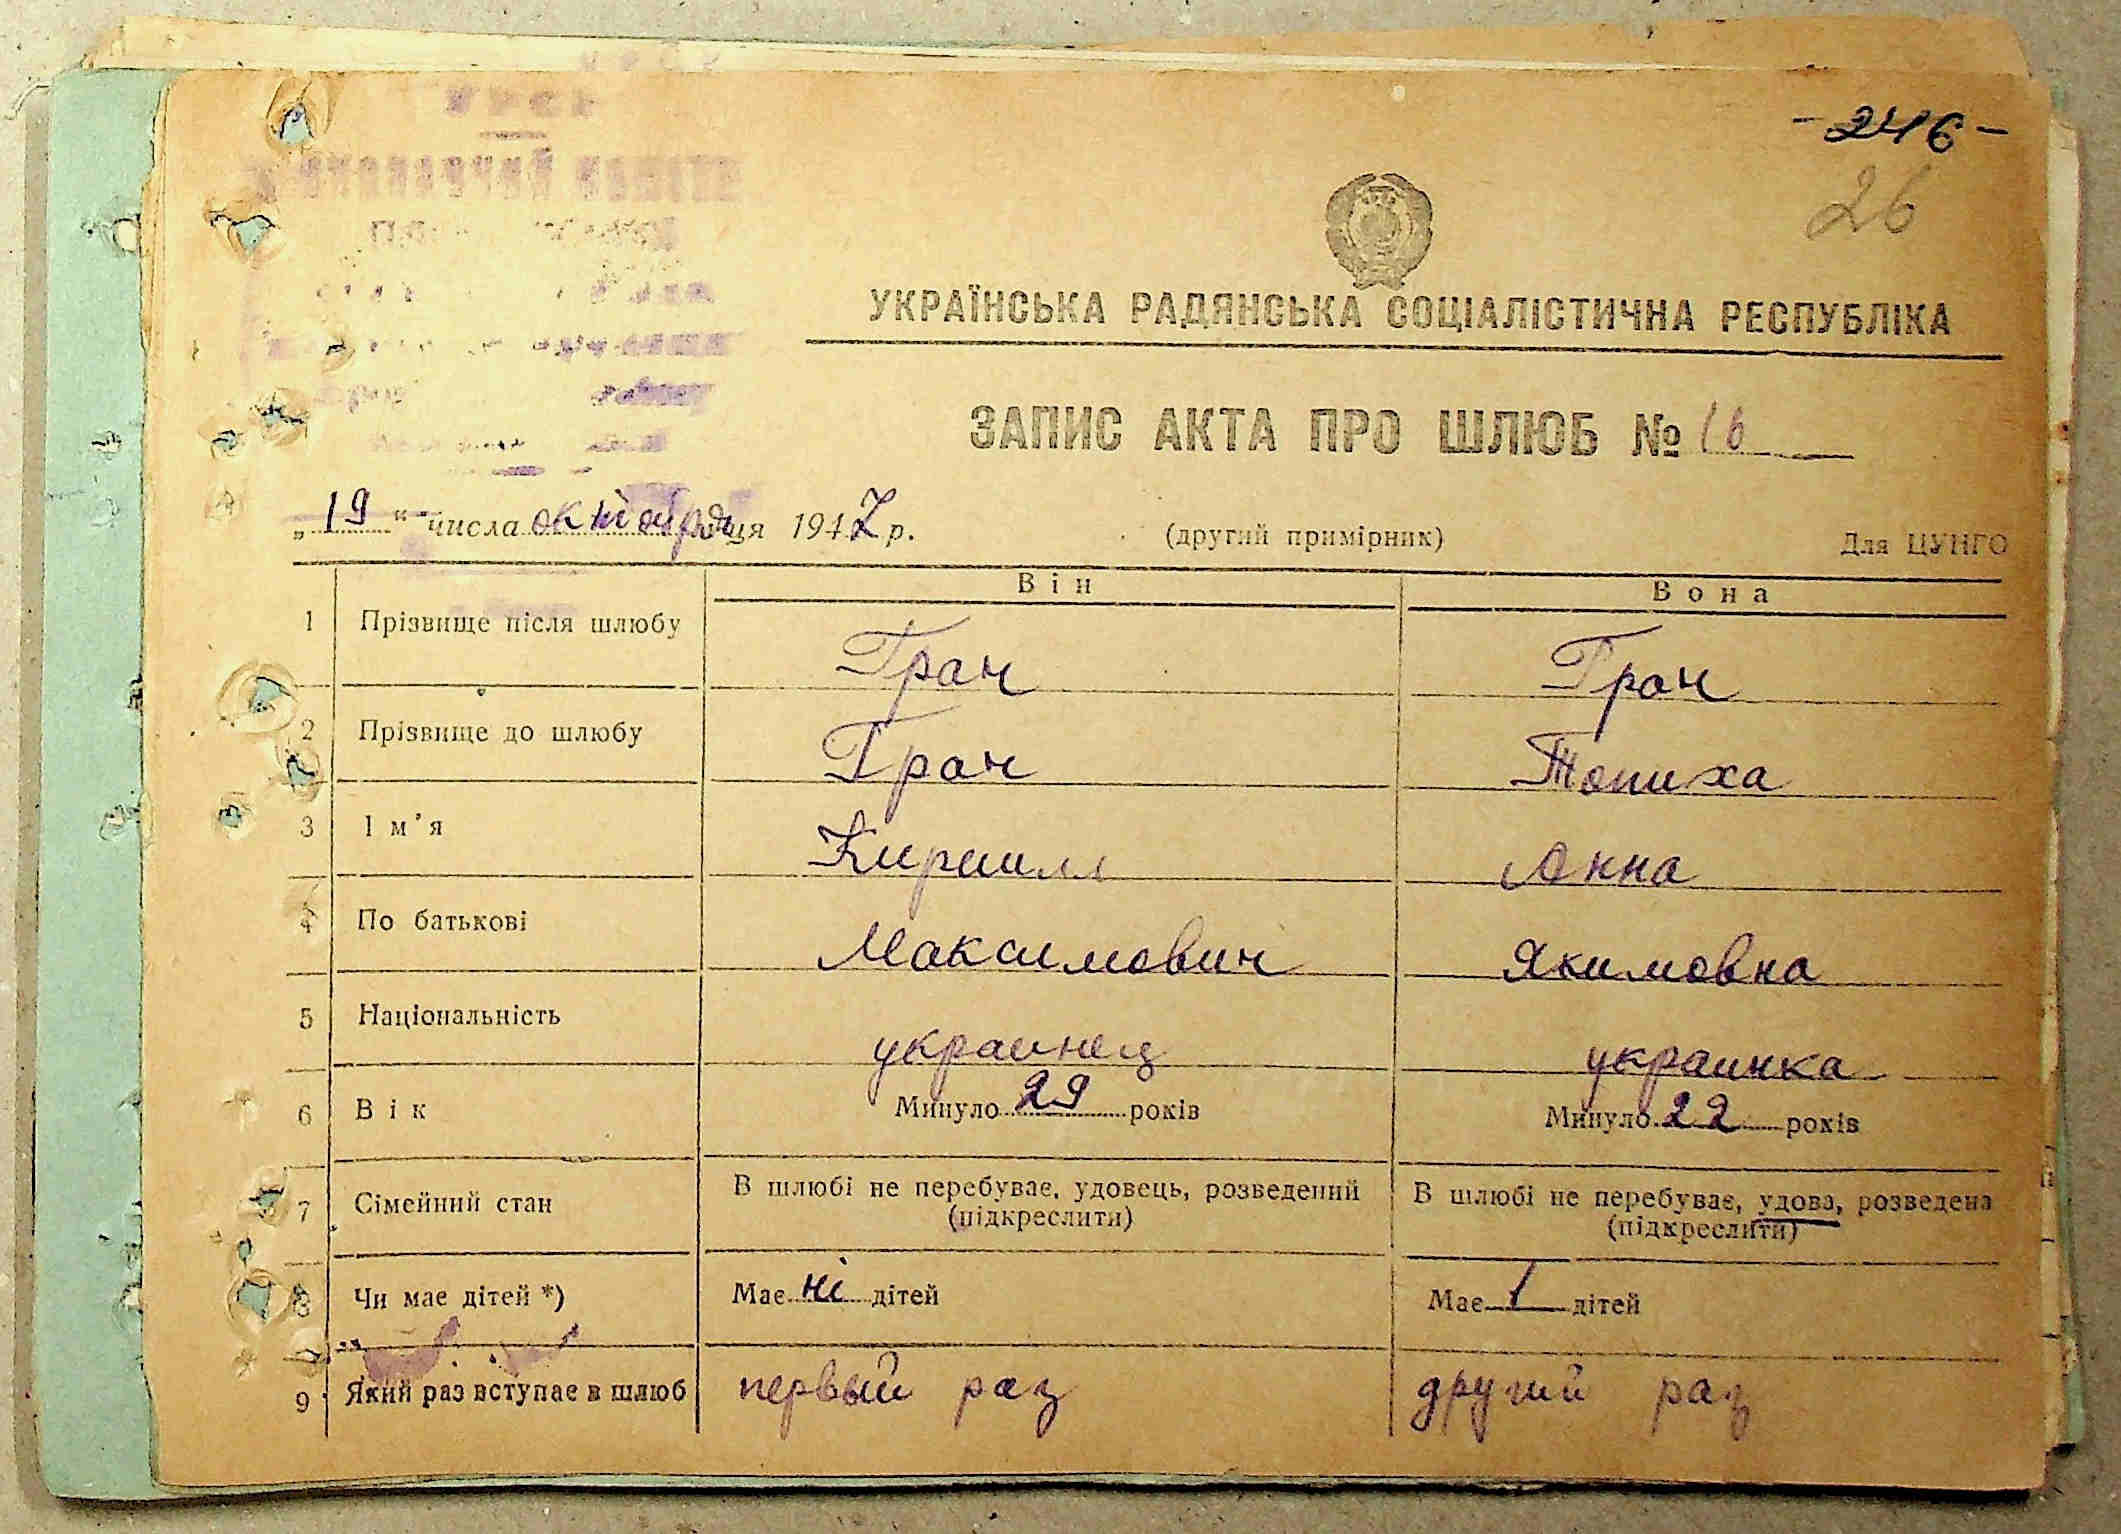 - 246 -
26
УКРАЇНСЬКА РАДЯНСЬКА СОЦІАЛІСТИЧНА РЕСПУБЛІКА
ЗАПИС АКТА ПРО ШЛЮБ № 16
„19“ числа октября ця 1947 р. (другий примірник) Для ЦУНГО
Він Вона
1 Прізвище після шлюбу Грач Грач
2 Прізвище до шлюбу Грач Топиха
3 Ім’я Кирилл Анна
4 По батькові Максимович Якимовна
5 Національність украинец украинка
6 Вік Минуло 29 років Минуло 22 років
7 Сімейний стан В шлюбі не перебуває, удовець, розведений В шлюбі не перебуває, удова, розведена
(підкреслити) (підкреслити)
8 Чи має дітей *) Має ні дітей Має 1 дітей
9 Який раз вступає в шлюб первый раз другий раз